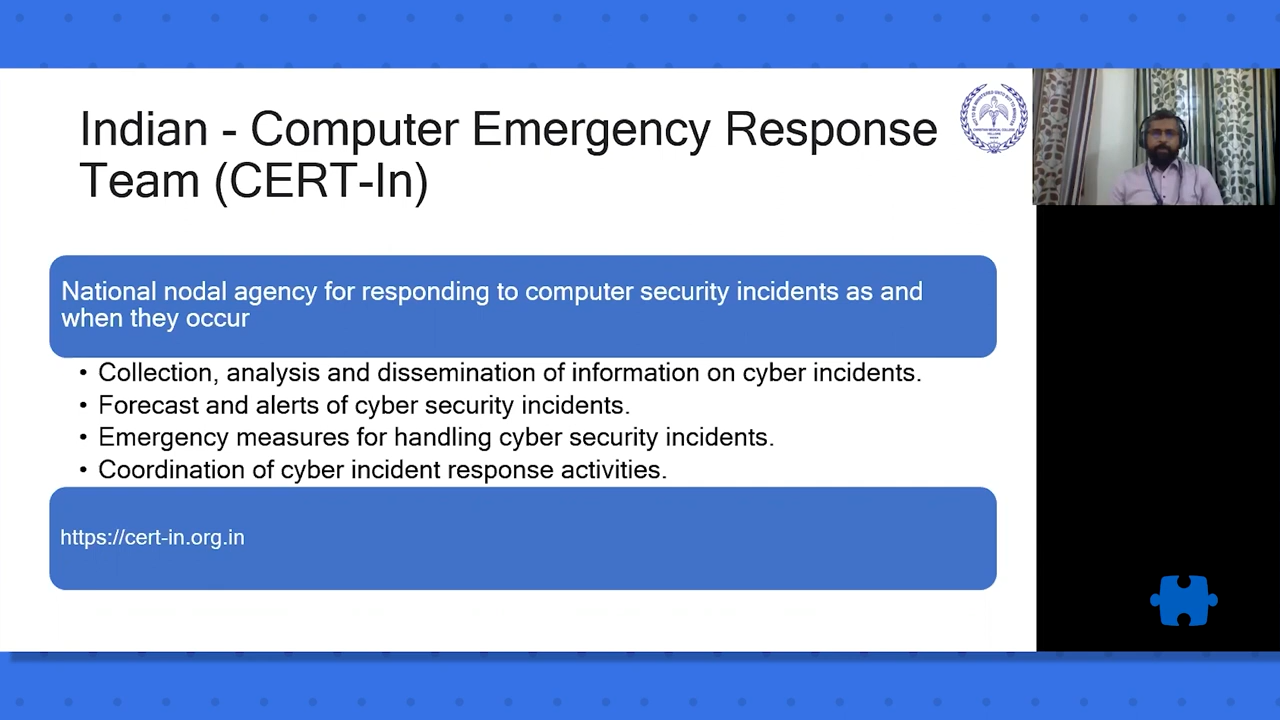 Indian - Computer Emergency Response
Team (CERT-In)
National nodal agency for responding to computer security incidents as and
when they occur
• Collection, analysis and dissemination of information on cyber incidents.
• Forecast and alerts of cyber security incidents.
• Emergency measures for handling cyber security incidents.
• Coordination of cyber incident response activities.
https://cert-in.org.in